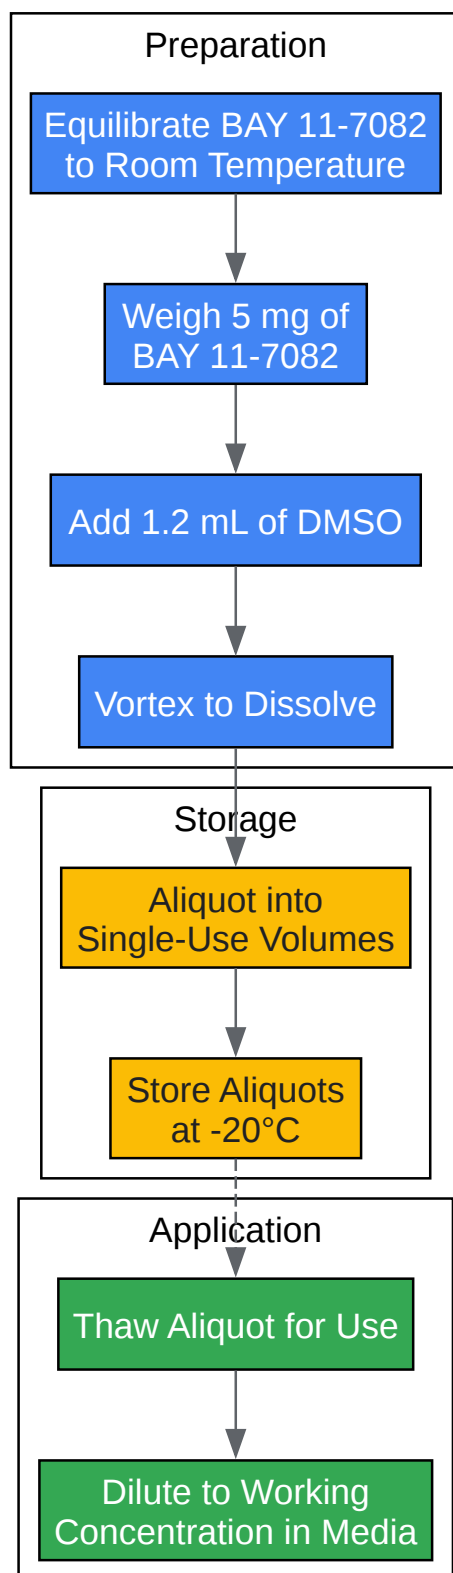 Preparation
Equilibrate BAY 11-7082
to Room Temperature
Weigh 5 mg of
BAY 11-7082
Add 1.2 mL of DMSO
Vortex to Dissolve
Storage
Aliquot into
Single-Use Volumes
Store Aliquots
at -20°C
Application
Thaw Aliquot for Use
Dilute to Working
Concentration in Media